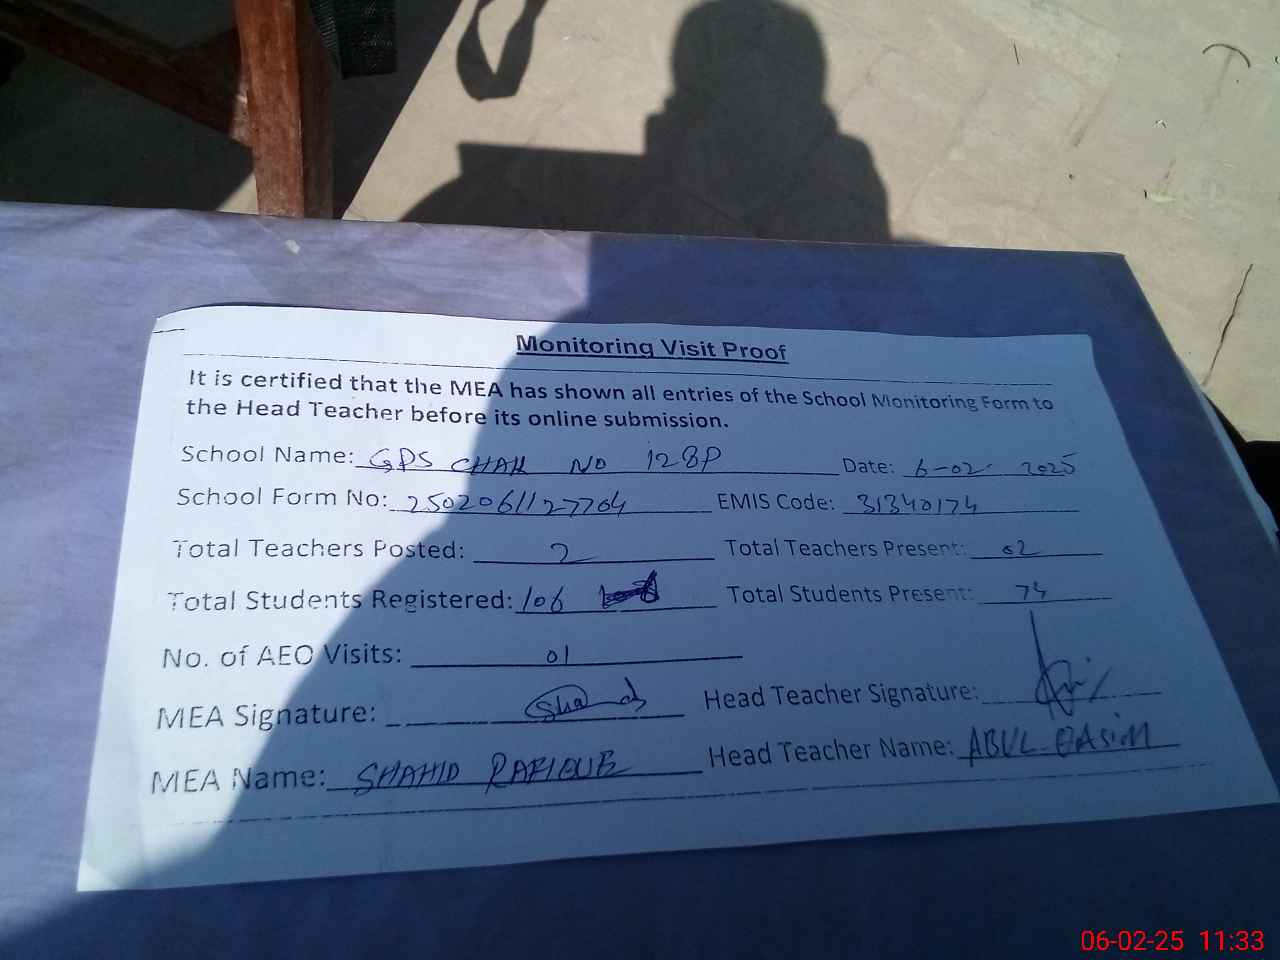 Monitoring Visit Proof
It is certified that the MEA has shown all entries of the School Monitoring Form to
the Head Teacher before its online submission.
School Name: GPS CHAK NO 128P Date: 6-02-2025
School Form No: 2502061127704 EMIS Code: 31340174
Total Teachers Posted: 2 Total Teachers Present: 02
Total Students Registered: 106 Total Students Present: 74
No. of AEO Visits: 01
MEA Signature: Head Teacher Signature:
MEA Name: SHAHID RAFIQUE Head Teacher Name: ABUL QASIM
06-02-25 11:33